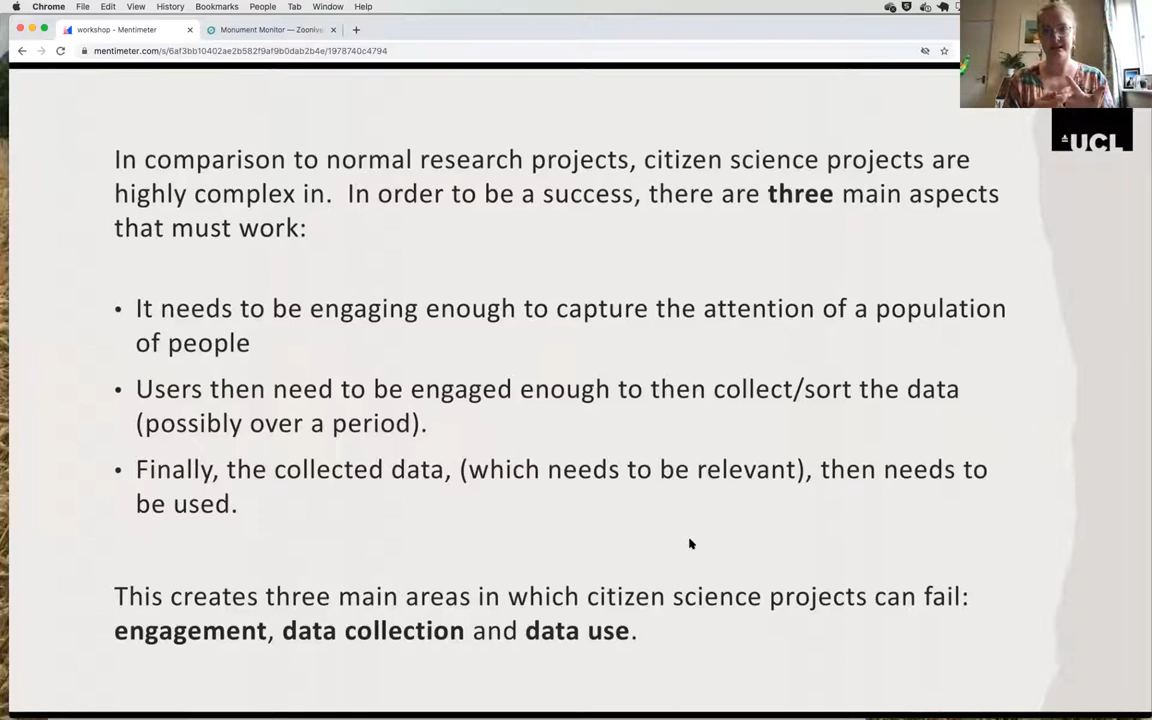 Chrome File Edit View History Bookmarks People Tab Window Help
workshop - Mentimeter
Monument Monitor — Zooniv
mentimeter.com/s/6af3bb10402ae2b582f9af9b0dab2b4e/1978740c4794
UCL
In comparison to normal research projects, citizen science projects are
highly complex in. In order to be a success, there are three main aspects
that must work:
• It needs to be engaging enough to capture the attention of a population
of people
• Users then need to be engaged enough to then collect/sort the data
(possibly over a period).
• Finally, the collected data, (which needs to be relevant), then needs to
be used.
This creates three main areas in which citizen science projects can fail:
engagement, data collection and data use.